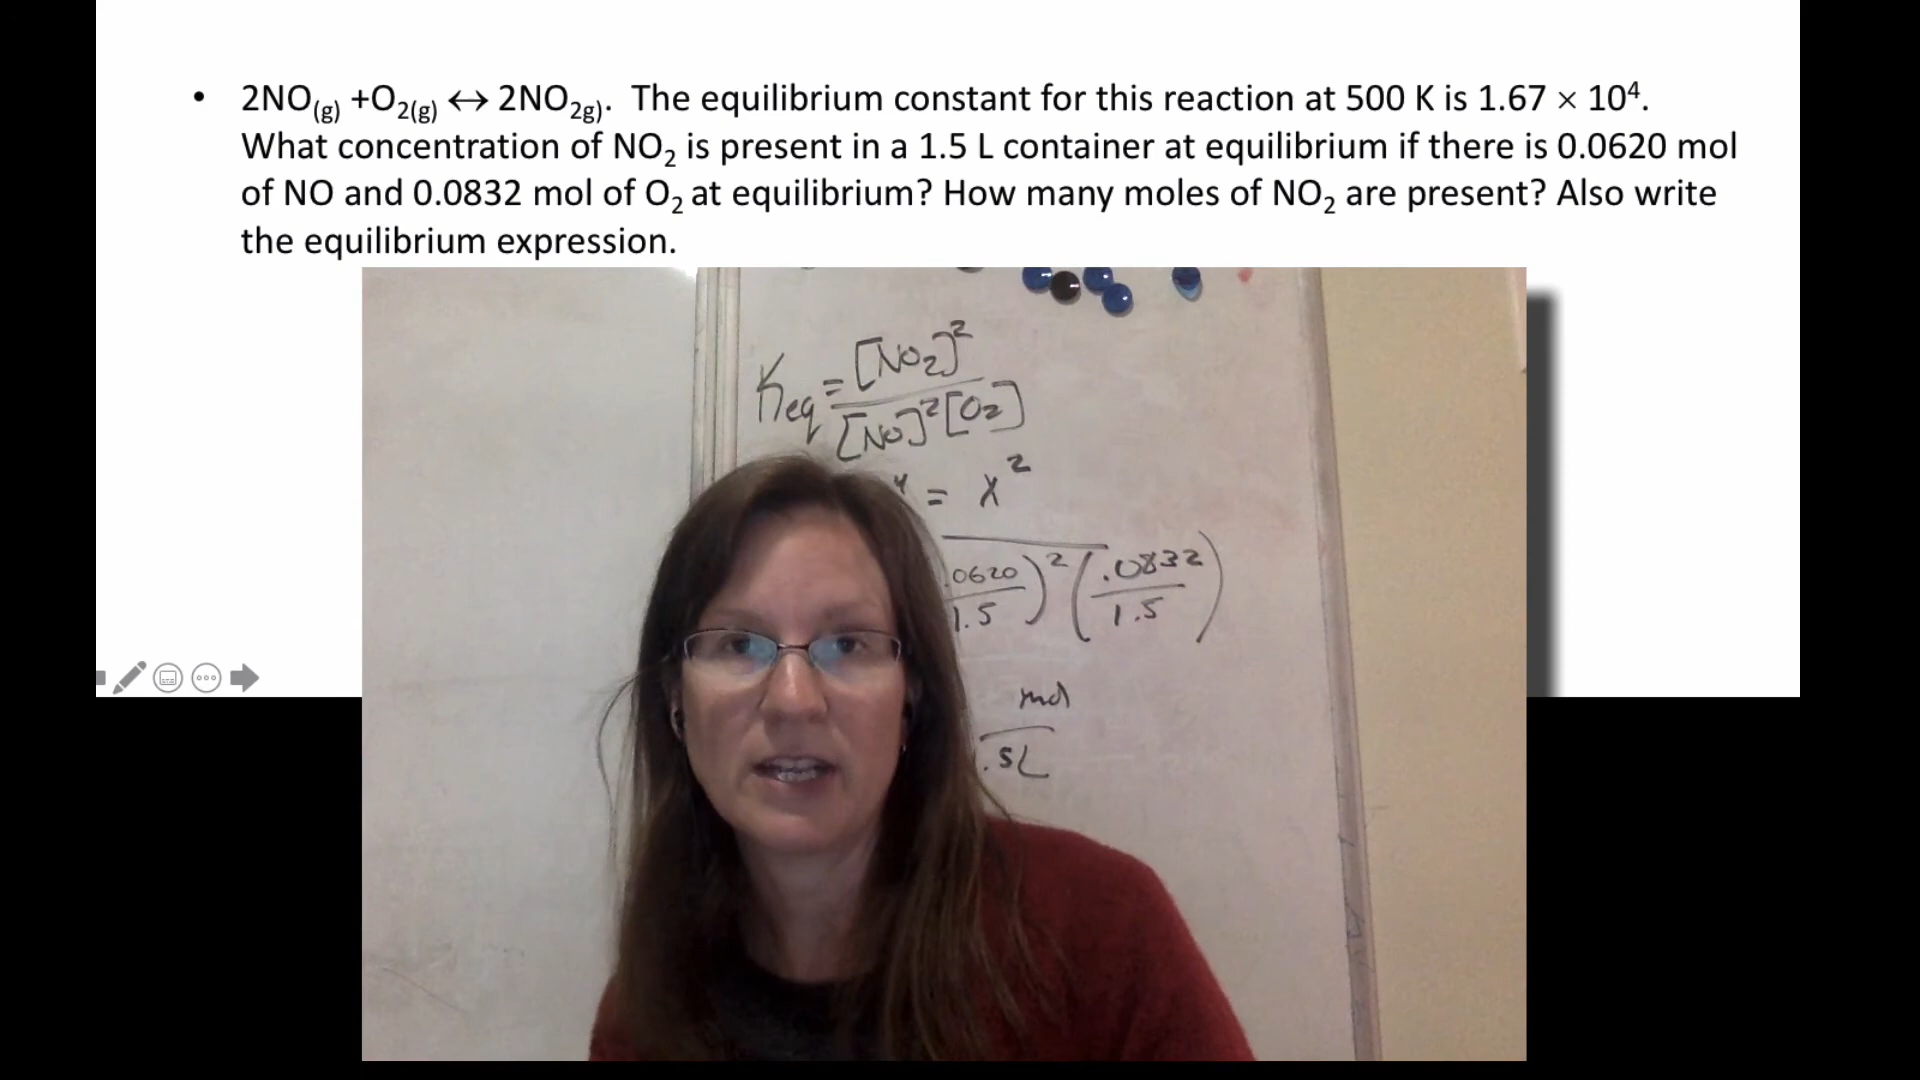 • 2NO(g) +O2(g) ↔ 2NO2g). The equilibrium constant for this reaction at 500 K is 1.67 × 10⁴.
What concentration of NO₂ is present in a 1.5 L container at equilibrium if there is 0.0620 mol
of NO and 0.0832 mol of O₂ at equilibrium? How many moles of NO₂ are present? Also write
the equilibrium expression.
Keq = [NO₂]²
[NO]²[O₂]
⁴ = x²
.0620)² (.0832)
1.5 1.5
mol
.5L